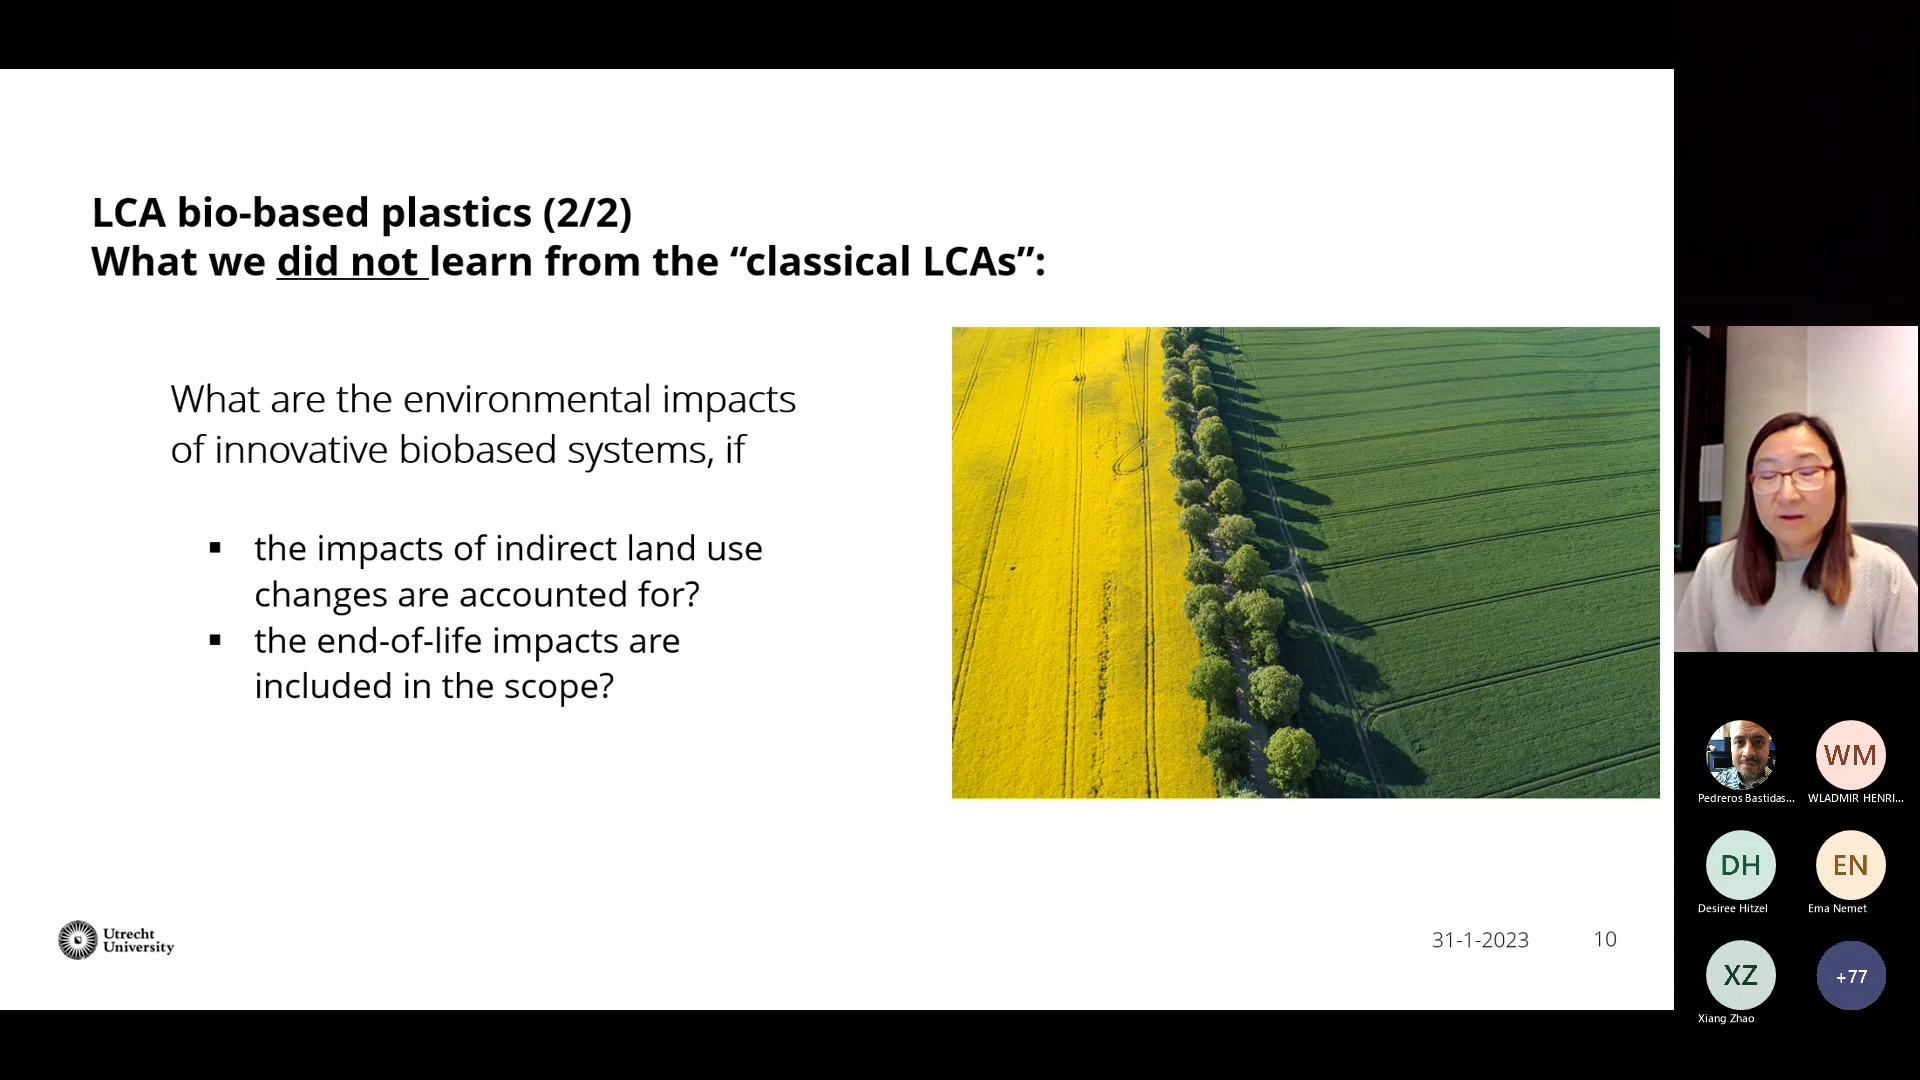 LCA bio-based plastics (2/2)
What we did not learn from the “classical LCAs”:
What are the environmental impacts
of innovative biobased systems, if
▪ the impacts of indirect land use
changes are accounted for?
▪ the end-of-life impacts are
included in the scope?
Utrecht
University
31-1-2023 10
Pedreros Bastidas...
WM
WLADMIR HENRI...
DH
Desiree Hitzel
EN
Ema Nemet
XZ
Xiang Zhao
+77